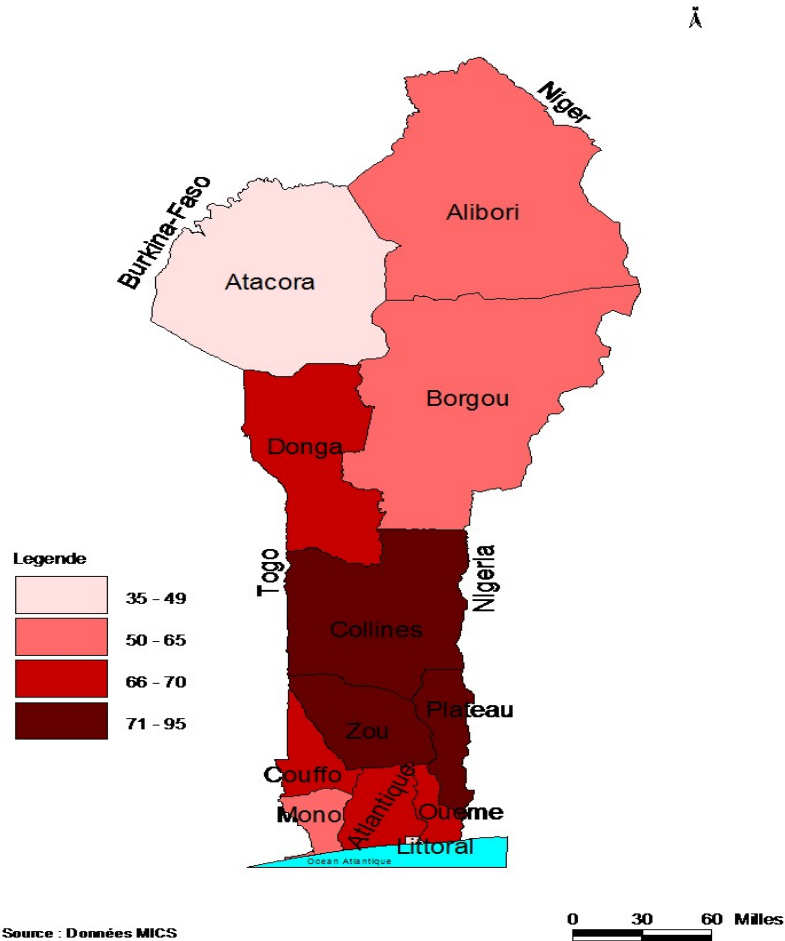 N
Niger
Burkina-Faso
Alibori
Atacora
Borgou
Donga
Togo
Nigeria
Legende
35 - 49
50 - 65
66 - 70
71 - 95
Collines
Plateau
Zou
Couffo
Atlantique
Mono
Oueme
Littoral
Ocean Atlantique
0 30 60 Milles
Source : Données MICS